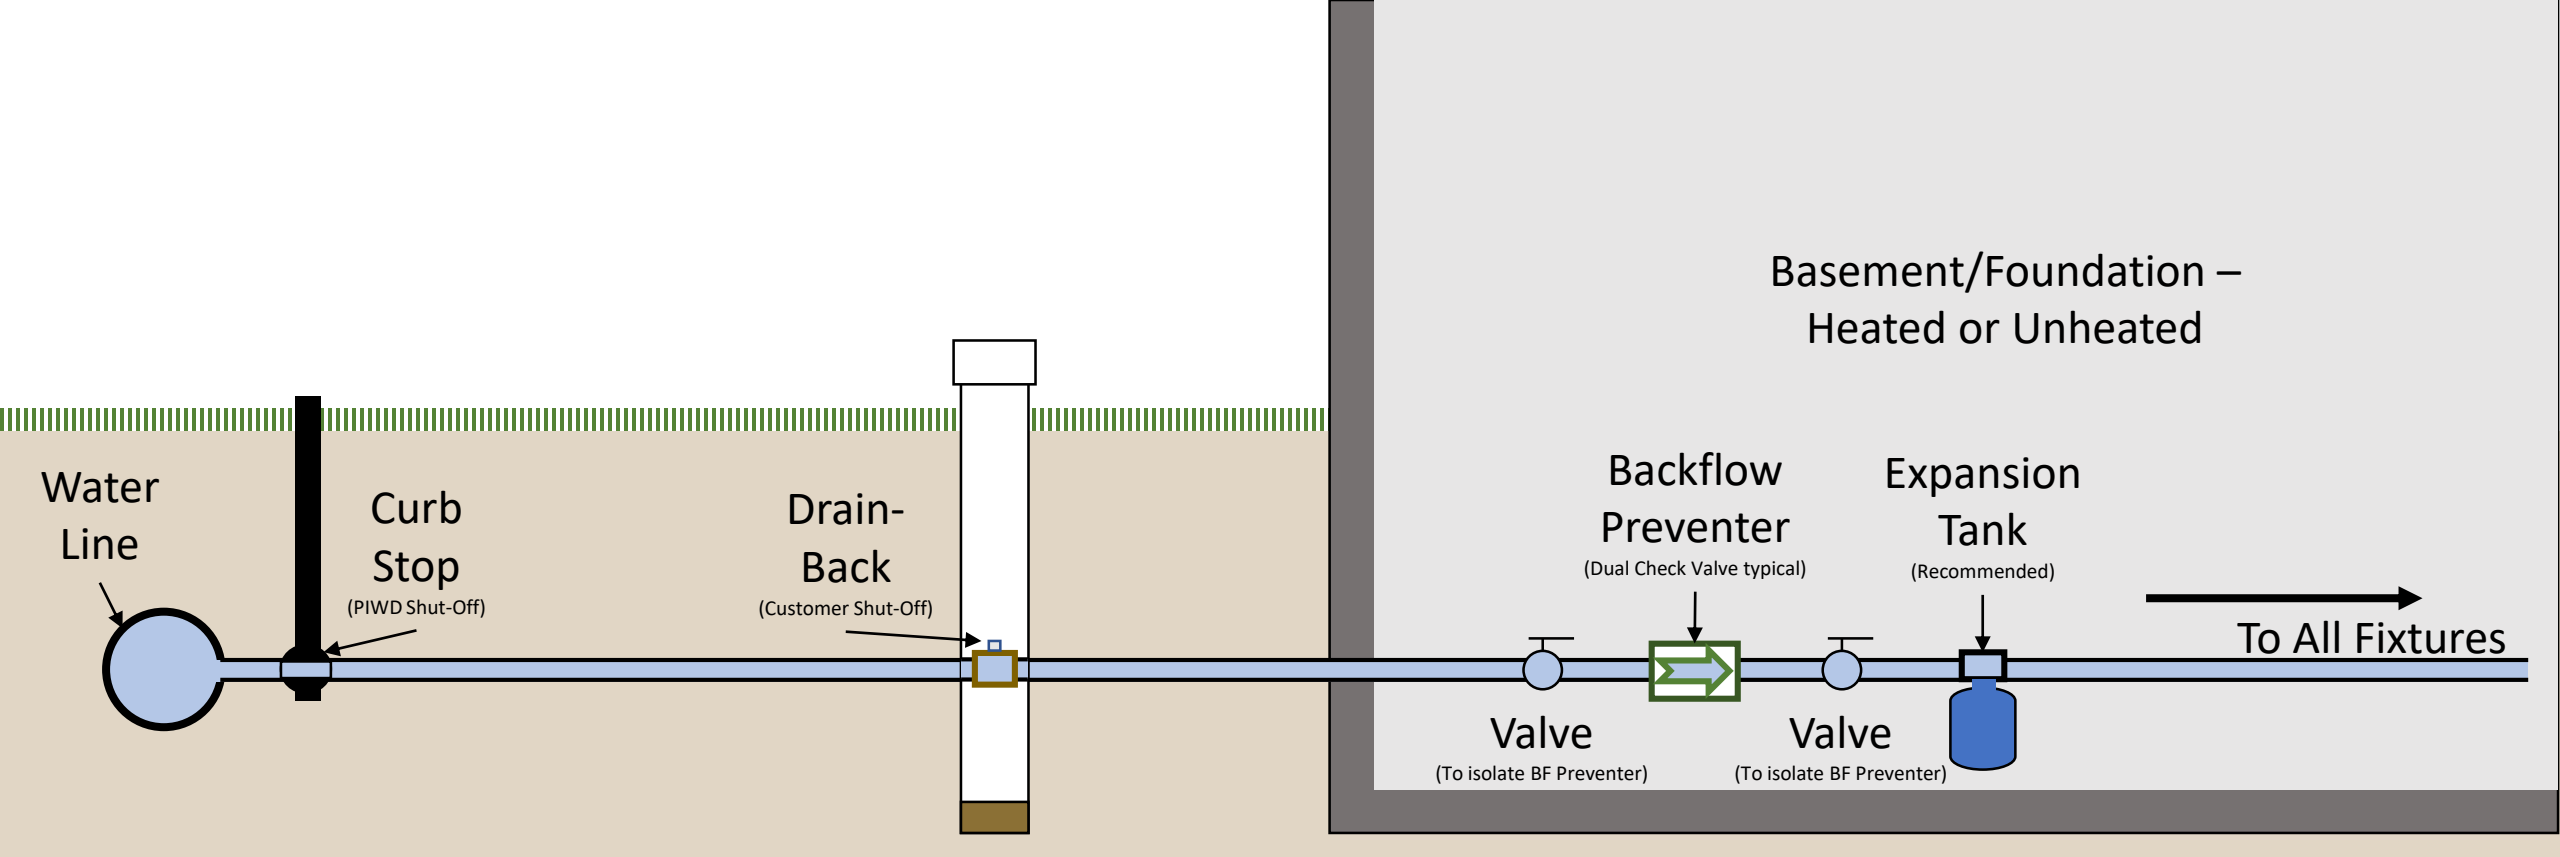 Basement/Foundation –
Heated or Unheated
Water
Line
Curb
Stop
(PIWD Shut-Off)
Drain-
Back
(Customer Shut-Off)
Backflow
Preventer
(Dual Check Valve typical)
Expansion
Tank
(Recommended)
To All Fixtures
Valve
(To isolate BF Preventer)
Valve
(To isolate BF Preventer)